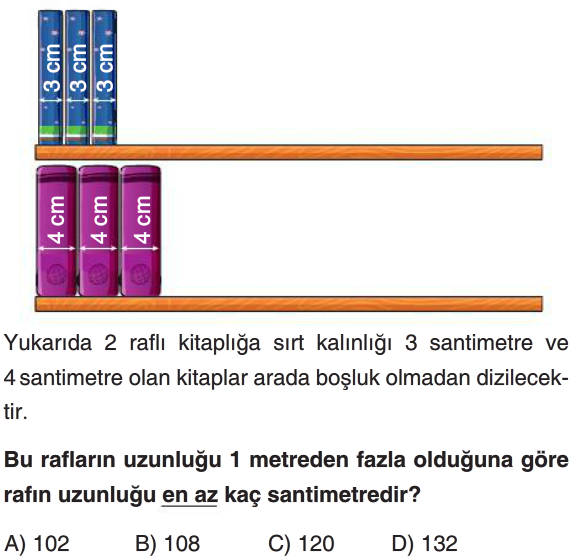 3 cm
3 cm
3 cm
4 cm
4 cm
4 cm
Yukarıda 2 raflı kitaplığa sırt kalınlığı 3 santimetre ve
4 santimetre olan kitaplar arada boşluk olmadan dizilecek-
tir.
Bu rafların uzunluğu 1 metreden fazla olduğuna göre
rafın uzunluğu en az kaç santimetredir?
A) 102 B) 108 C) 120 D) 132